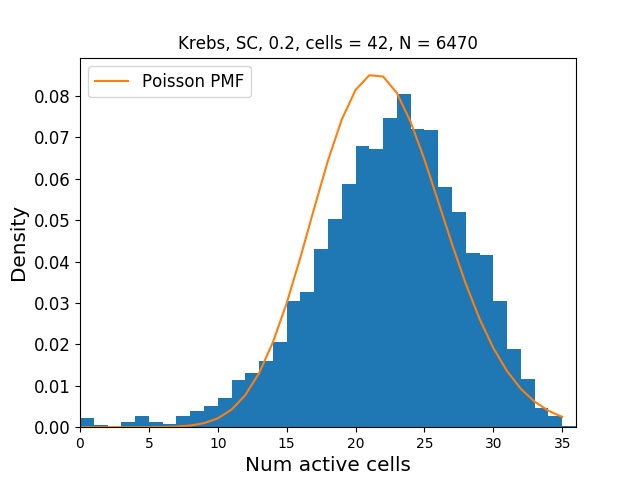 Krebs, SC, 0.2, cells = 42, N = 6470
Poisson PMF
Density
0.08
0.07
0.06
0.05
0.04
0.03
0.02
0.01
0.00
0 5 10 15 20 25 30 35
Num active cells